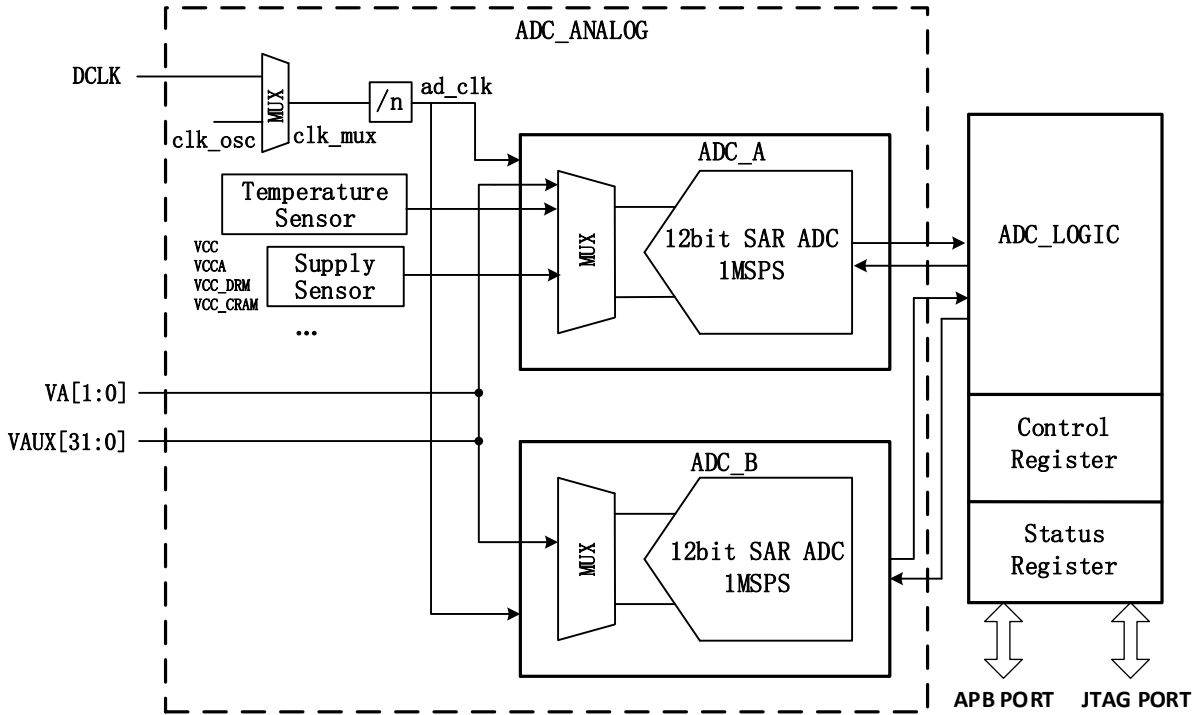 ADC_ANALOG
DCLK
MUX
/n
ad_clk
clk_osc
clk_mux
ADC_A
Temperature
Sensor
VCC
VCCA
VCC_DRM
VCC_CRAM
Supply
Sensor
...
MUX
12bit SAR ADC
1MSPS
ADC_LOGIC
VA[1:0]
VAUX[31:0]
ADC_B
MUX
12bit SAR ADC
1MSPS
Control
Register
Status
Register
APB PORT
JTAG PORT